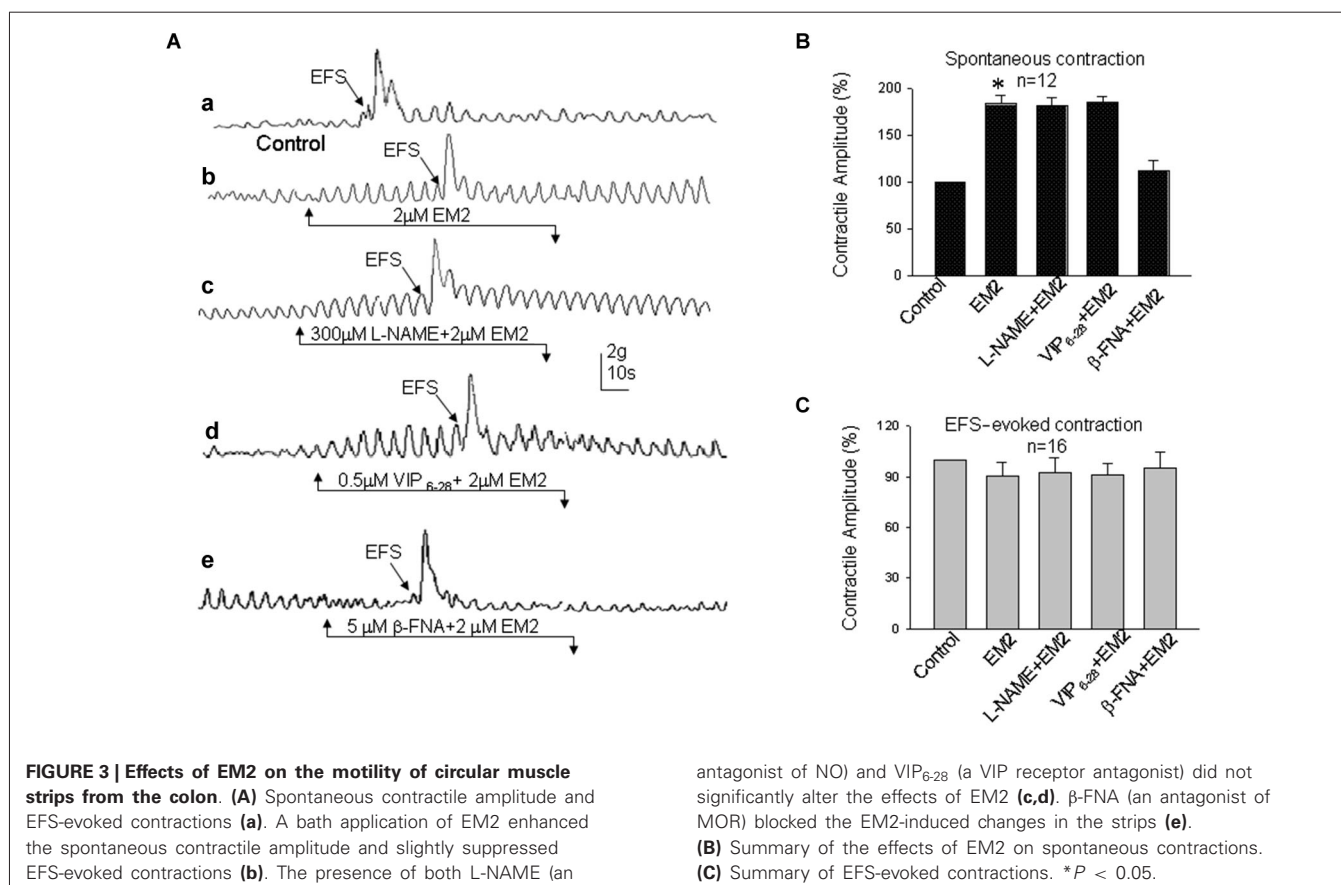 A
EFS
a
Control
EFS
b
2µM EM2
EFS
c
300µM L-NAME+2µM EM2
2g
10s
EFS
d
0.5µM VIP 6-28+ 2µM EM2
EFS
e
5 µM β-FNA+2 µM EM2
B
Spontaneous contraction
* n=12
Contractile Amplitude (%)
200
150
100
50
0
Control
EM2
L-NAME+EM2
VIP6-28+EM2
β-FNA+EM2
C
EFS-evoked contraction
n=16
Contractile Amplitude (%)
120
90
60
30
0
Control
EM2
L-NAME+EM2
VIP6-28+EM2
β-FNA+EM2
FIGURE 3 | Effects of EM2 on the motility of circular muscle
strips from the colon. (A) Spontaneous contractile amplitude and
EFS-evoked contractions (a). A bath application of EM2 enhanced
the spontaneous contractile amplitude and slightly suppressed
EFS-evoked contractions (b). The presence of both L-NAME (an
antagonist of NO) and VIP6-28 (a VIP receptor antagonist) did not
significantly alter the effects of EM2 (c,d). β-FNA (an antagonist of
MOR) blocked the EM2-induced changes in the strips (e).
(B) Summary of the effects of EM2 on spontaneous contractions.
(C) Summary of EFS-evoked contractions. *P < 0.05.